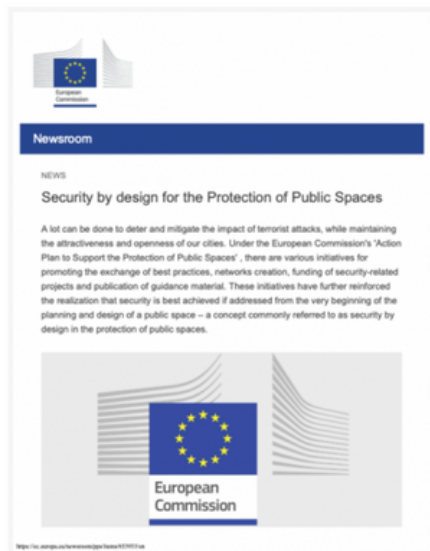 European
Commission
Newsroom
NEWS
Security by design for the Protection of Public Spaces
A lot can be done to deter and mitigate the impact of terrorist attacks, while maintaining
the attractiveness and openness of our cities. Under the European Commission's 'Action
Plan to Support the Protection of Public Spaces' , there are various initiatives for
promoting the exchange of best practices, networks creation, funding of security-related
projects and publication of guidance material. These initiatives have further reinforced
the realization that security is best achieved if addressed from the very beginning of the
planning and design of a public space – a concept commonly referred to as security by
design in the protection of public spaces.
European
Commission